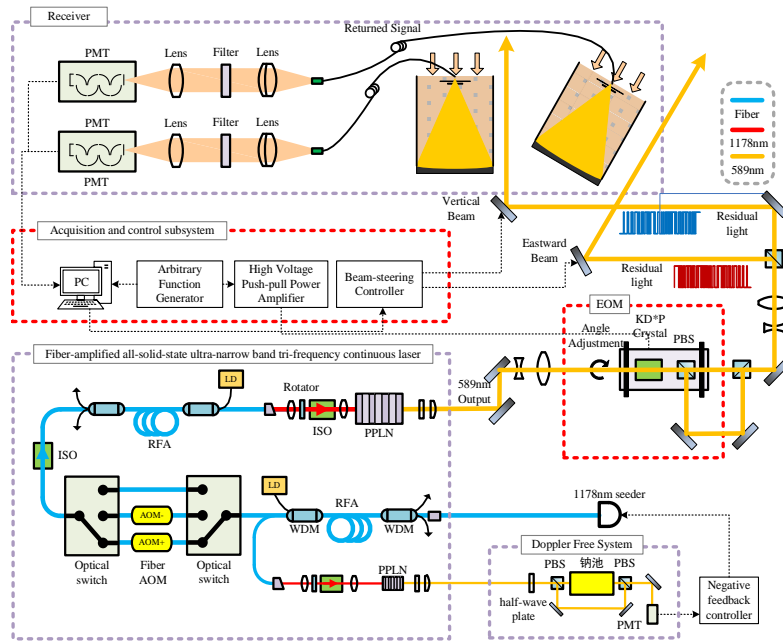 Receiver
Returned Signal
PMT
Lens
Filter
Lens
PMT
Lens
Filter
Lens
Fiber
1178nm
589nm
Vertical
Beam
Residual
light
Eastward
Beam
Residual
light
Acquisition and control subsystem
PC
Arbitrary
Function
Generator
High Voltage
Push-pull Power
Amplifier
Beam-steering
Controller
EOM
Angle
Adjustment
KD*P
Crystal
PBS
Fiber-amplified all-solid-state ultra-narrow band tri-frequency continuous laser
LD
Rotator
RFA
ISO
PPLN
589nm
Output
ISO
LD
RFA
WDM
WDM
1178nm seeder
AOM-
AOM+
Optical
switch
Fiber
AOM
Optical
switch
PPLN
half-wave
plate
Doppler Free System
PBS
钠池
PBS
PMT
Negative
feedback
controller